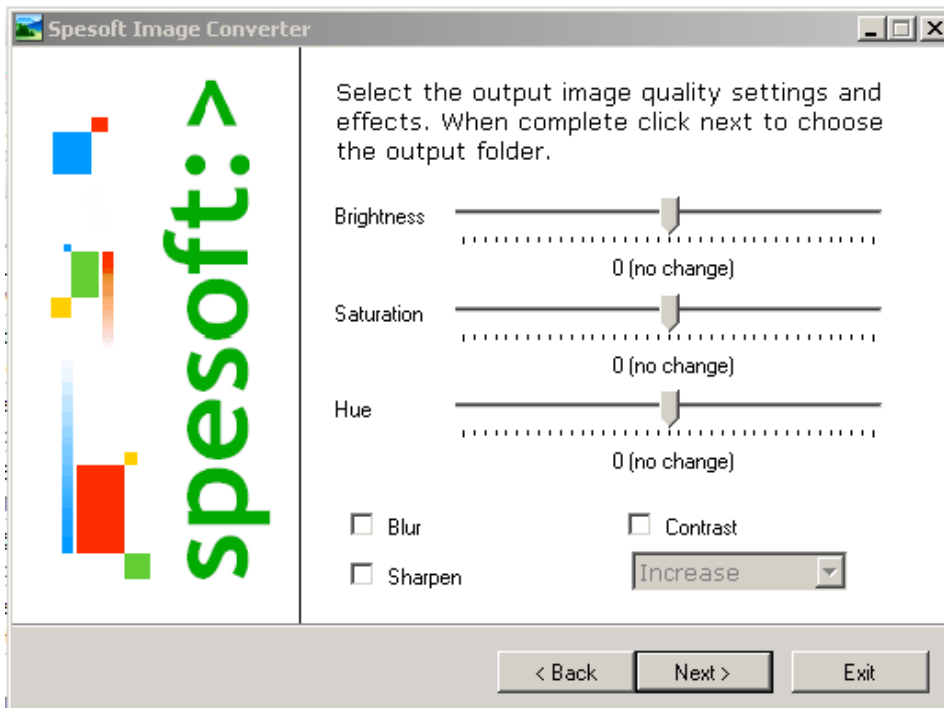 Spesoft Image Converter
spesoft:>
Select the output image quality settings and
effects. When complete click next to choose
the output folder.
Brightness
0 (no change)
Saturation
0 (no change)
Hue
0 (no change)
Blur
Contrast
Sharpen
Increase
< Back
Next >
Exit